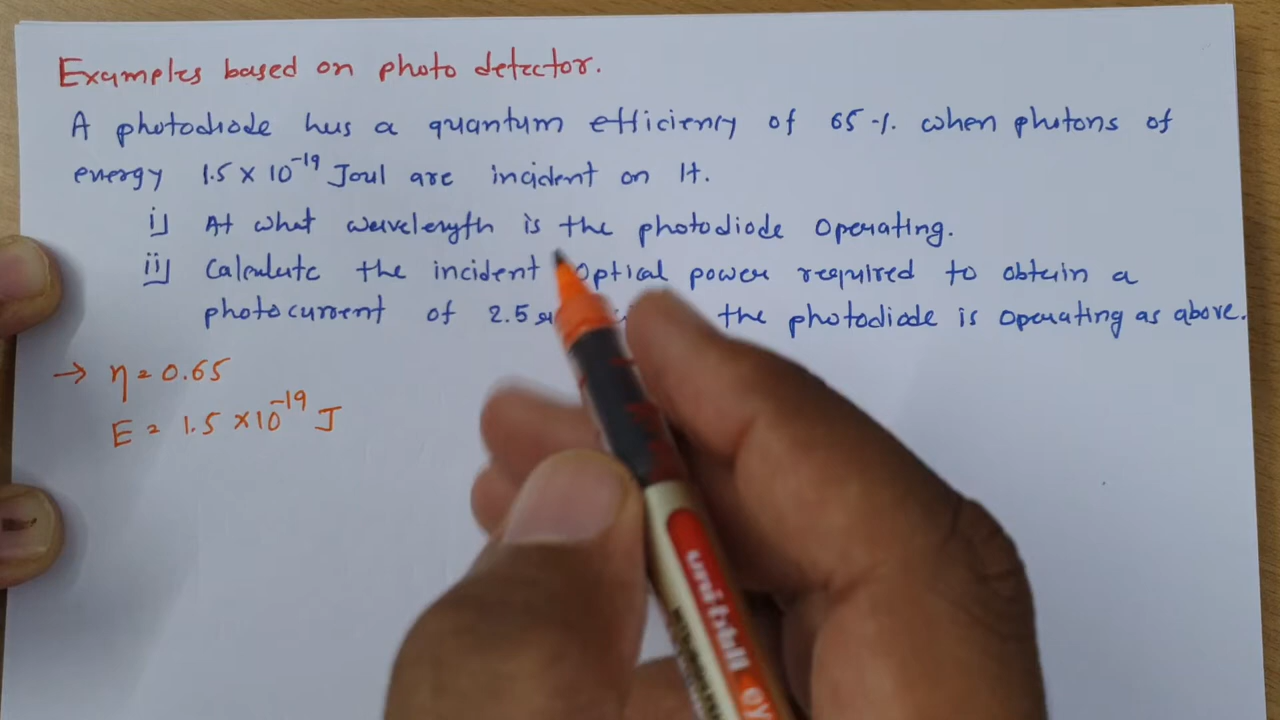 Examples based on photo detector.
A photodiode has a quantum efficiency of 65 %. when photons of
energy 1.5 × 10⁻¹⁹ Joul are incident on It.
i] At what wavelength is the photodiode Operating.
ii] Calculate the incident Optical power required to obtain a
photocurrent of 2.5 the photodiode is Operating as above.
→ η = 0.65
E = 1.5 × 10⁻¹⁹ J
uni-ball